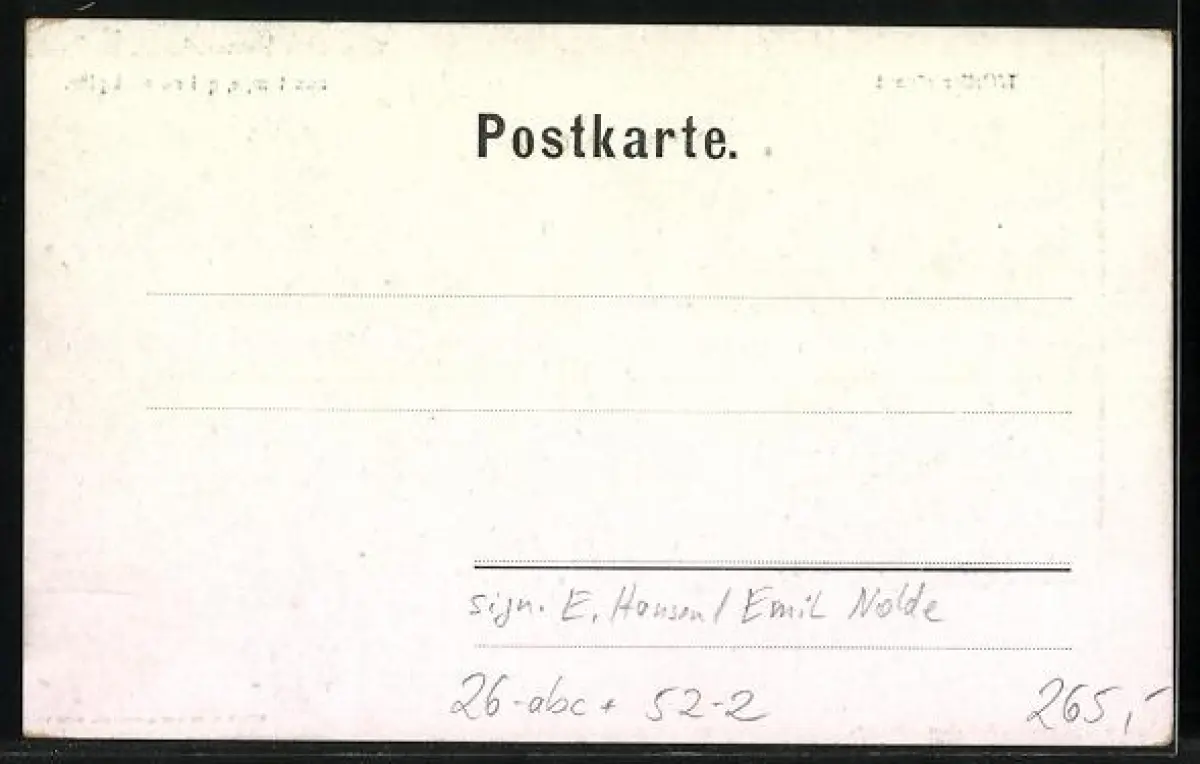 Postkarte.
sign. E. Hansen / Emil Nolde
26-abc + 52-2
265,-